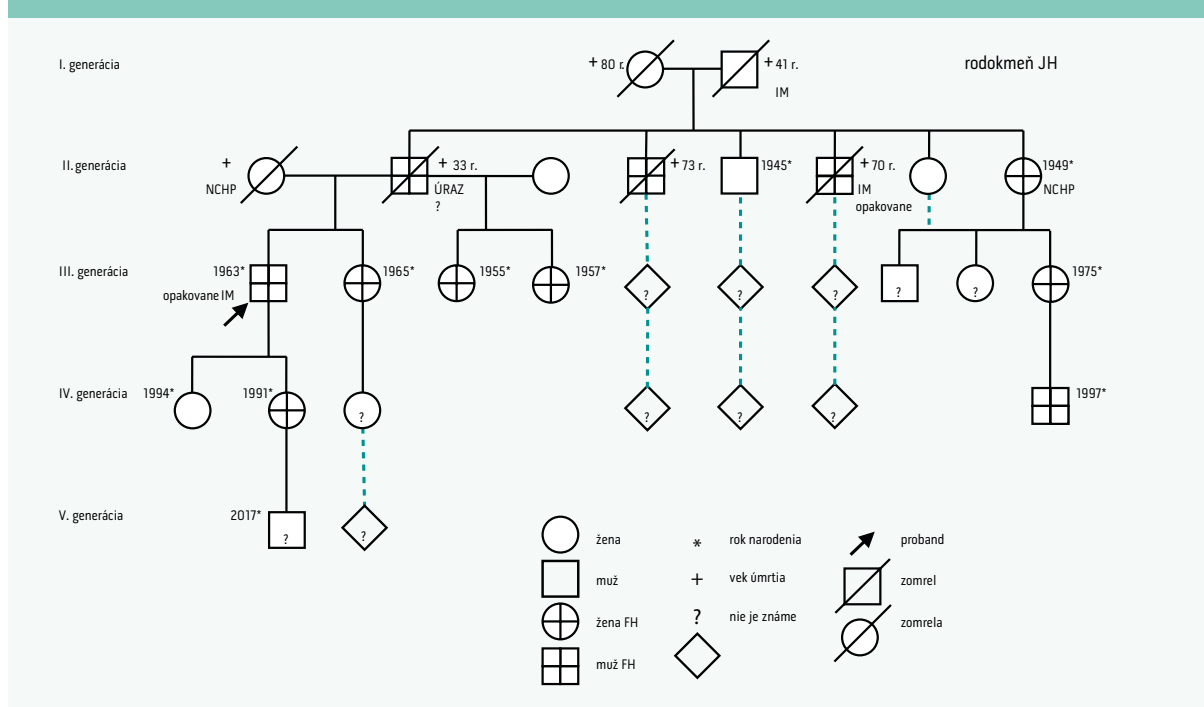 I. generácia
+ 80 r.
+ 41 r.
IM
rodokmeň JH
II. generácia
+
NCHP
+ 33 r.
ÚRAZ
?
+ 73 r.
1945*
+ 70 r.
IM
opakovane
1949*
NCHP
III. generácia
1963*
opakovane IM
1965*
1955*
1957*
?
?
?
?
?
1975*
IV. generácia
1994*
1991*
?
?
?
?
1997*
V. generácia
2017*
?
?
žena
* rok narodenia
proband
muž
+ vek úmrtia
zomrel
žena FH
? nie je známe
zomrela
muž FH